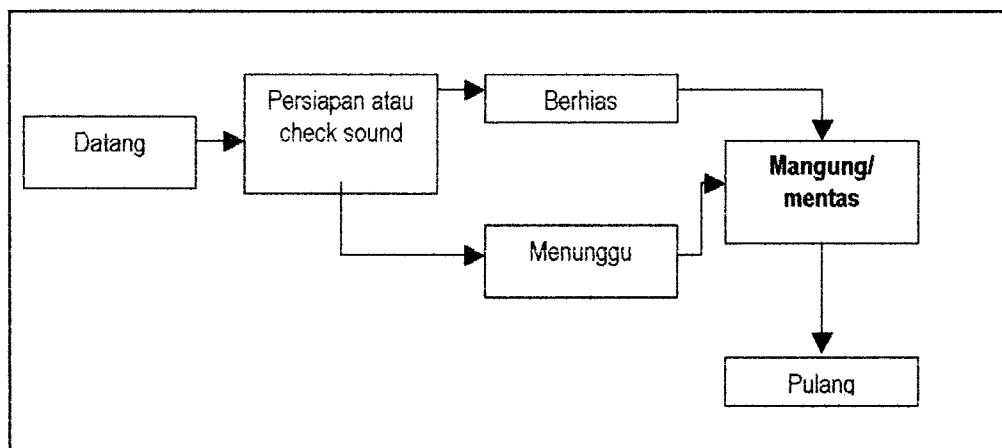 Datang
Persiapan atau
check sound
Berhias
Menunggu
Mangung/
mentas
Pulang